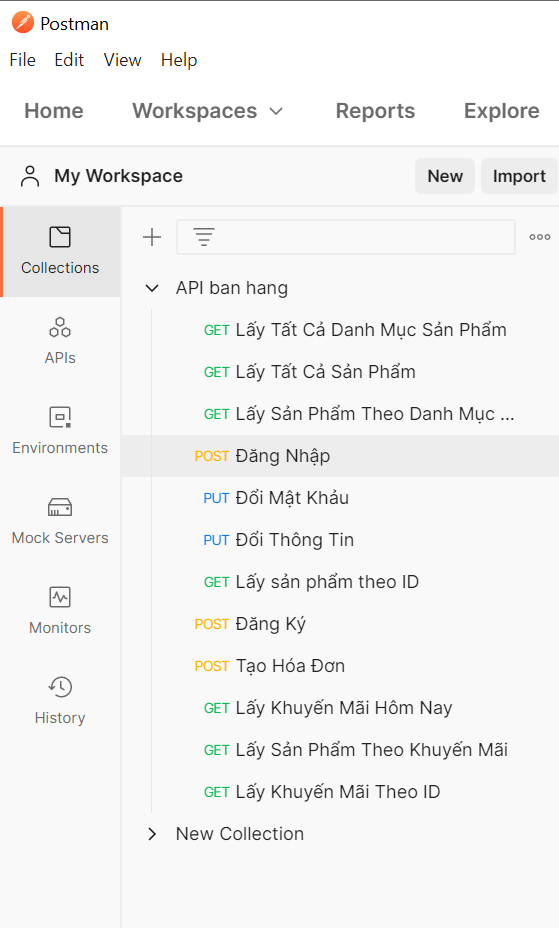 Postman
File Edit View Help
Home Workspaces Reports Explore
My Workspace New Import
Collections
APIs
Environments
Mock Servers
Monitors
History
API ban hang
GET Lấy Tất Cả Danh Mục Sản Phẩm
GET Lấy Tất Cả Sản Phẩm
GET Lấy Sản Phẩm Theo Danh Mục ...
POST Đăng Nhập
PUT Đổi Mật Khảu
PUT Đổi Thông Tin
GET Lấy sản phẩm theo ID
POST Đăng Ký
POST Tạo Hóa Đơn
GET Lấy Khuyến Mãi Hôm Nay
GET Lấy Sản Phẩm Theo Khuyến Mãi
GET Lấy Khuyến Mãi Theo ID
New Collection